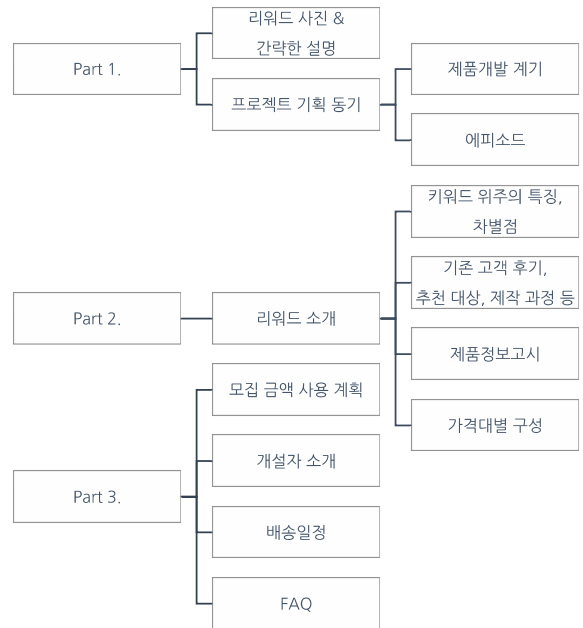 Part 1.
리워드 사진 &
간략한 설명
프로젝트 기획 동기
제품개발 계기
에피소드
Part 2.
리워드 소개
키워드 위주의 특징,
차별점
기존 고객 후기,
추천 대상, 제작 과정 등
제품정보고시
가격대별 구성
Part 3.
모집 금액 사용 계획
개설자 소개
배송일정
FAQ